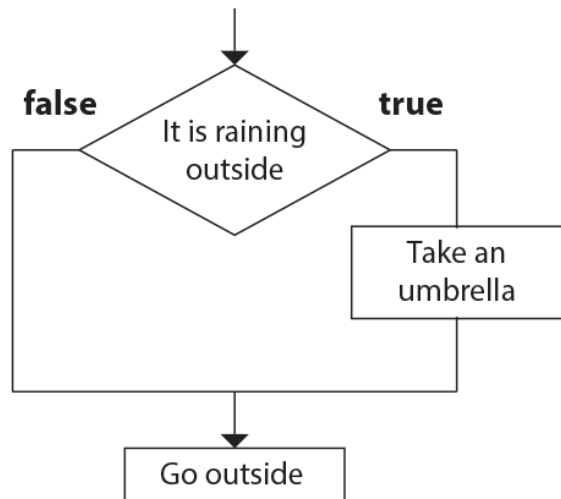 false
true
It is raining
outside
Take an
umbrella
Go outside